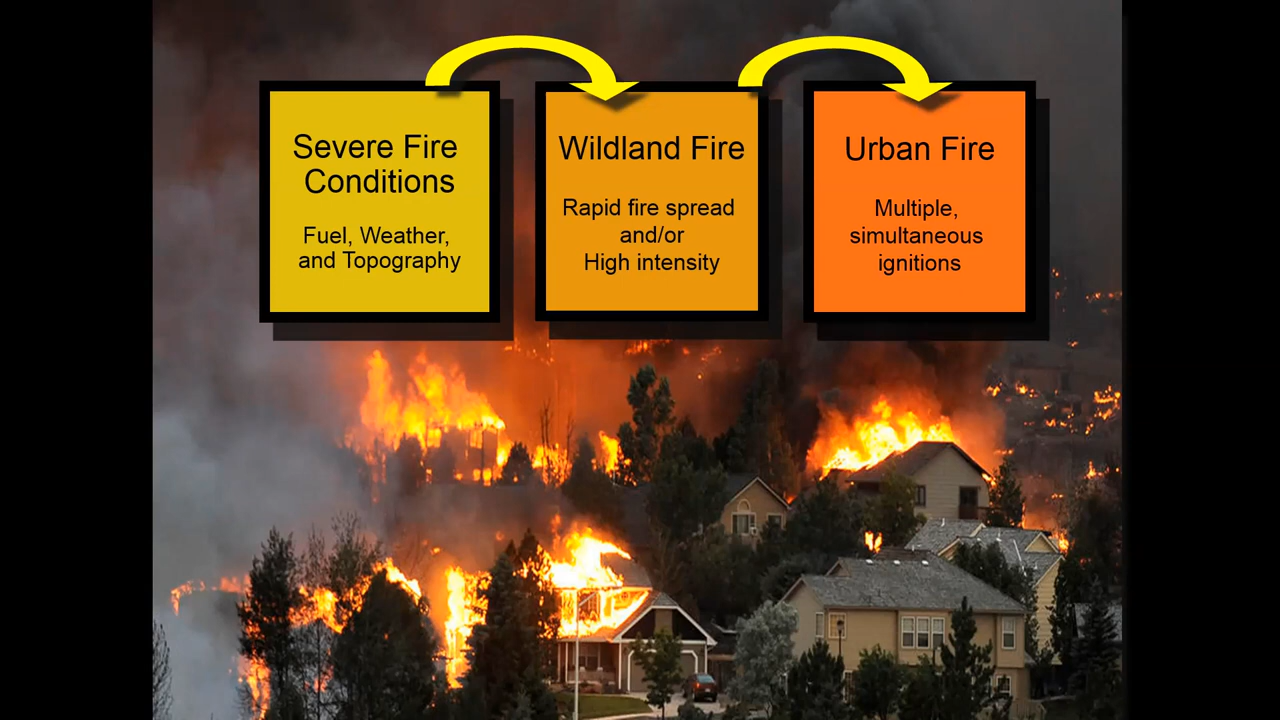 Severe Fire
Conditions
Fuel, Weather,
and Topography
Wildland Fire
Rapid fire spread
and/or
High intensity
Urban Fire
Multiple,
simultaneous
ignitions